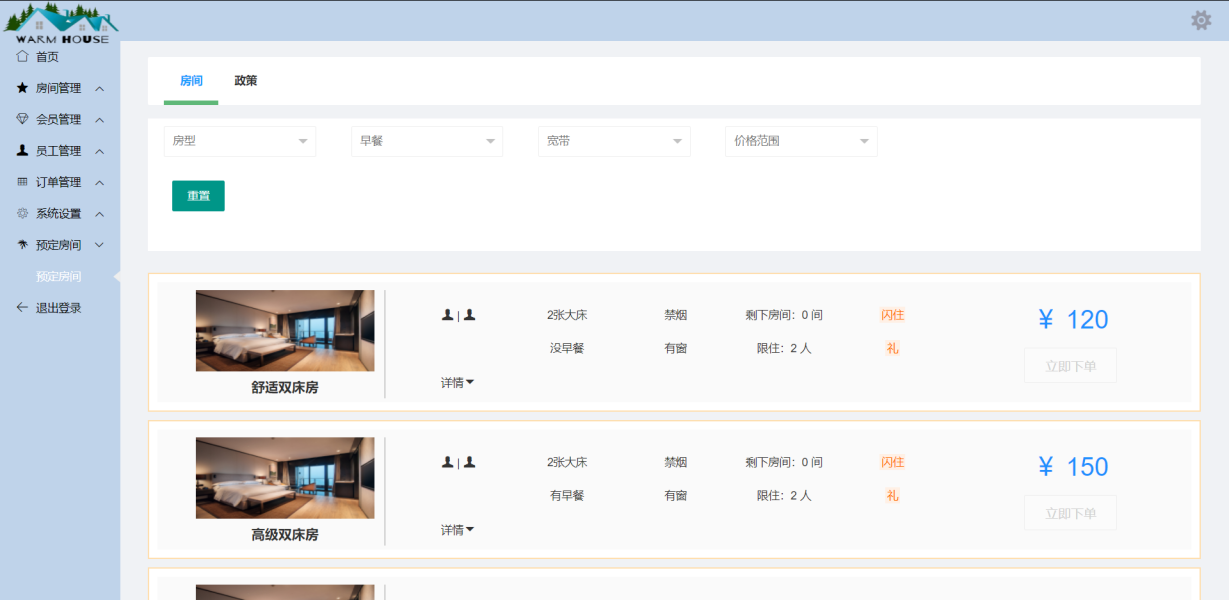 WARM HOUSE
首页
房间管理
会员管理
员工管理
订单管理
系统设置
预定房间
预定房间
退出登录
房间 政策
房型 早餐 宽带 价格范围
重置
2张大床 禁烟 剩下房间：0 间 闪住 ¥ 120
没早餐 有窗 限住：2 人 礼 立即下单
舒适双床房 详情
2张大床 禁烟 剩下房间：0 间 闪住 ¥ 150
有早餐 有窗 限住：2 人 礼 立即下单
高级双床房 详情